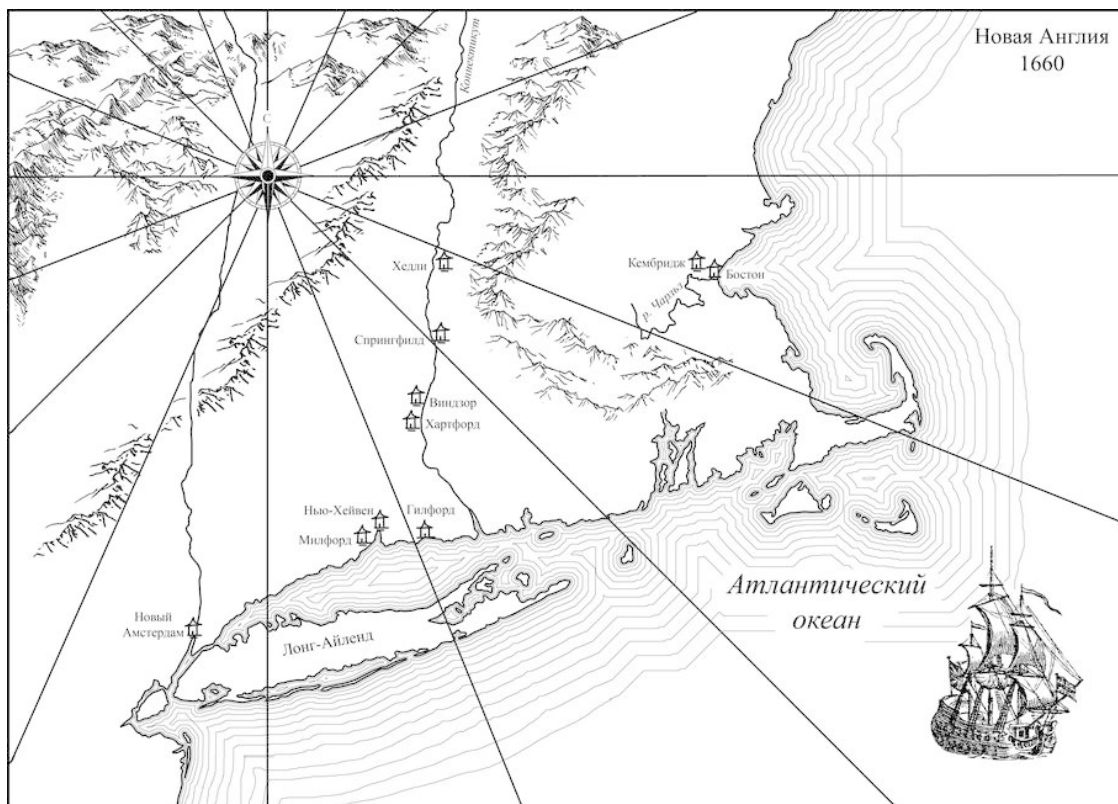 Новая Англия
1660
Коннектикут
С
Хедли
Кембридж
Бостон
р. Чарльз
Спрингфилд
Виндзор
Хартфорд
Нью-Хейвен
Гилфорд
Милфорд
Новый
Амстердам
Лонг-Айленд
Атлантический
океан